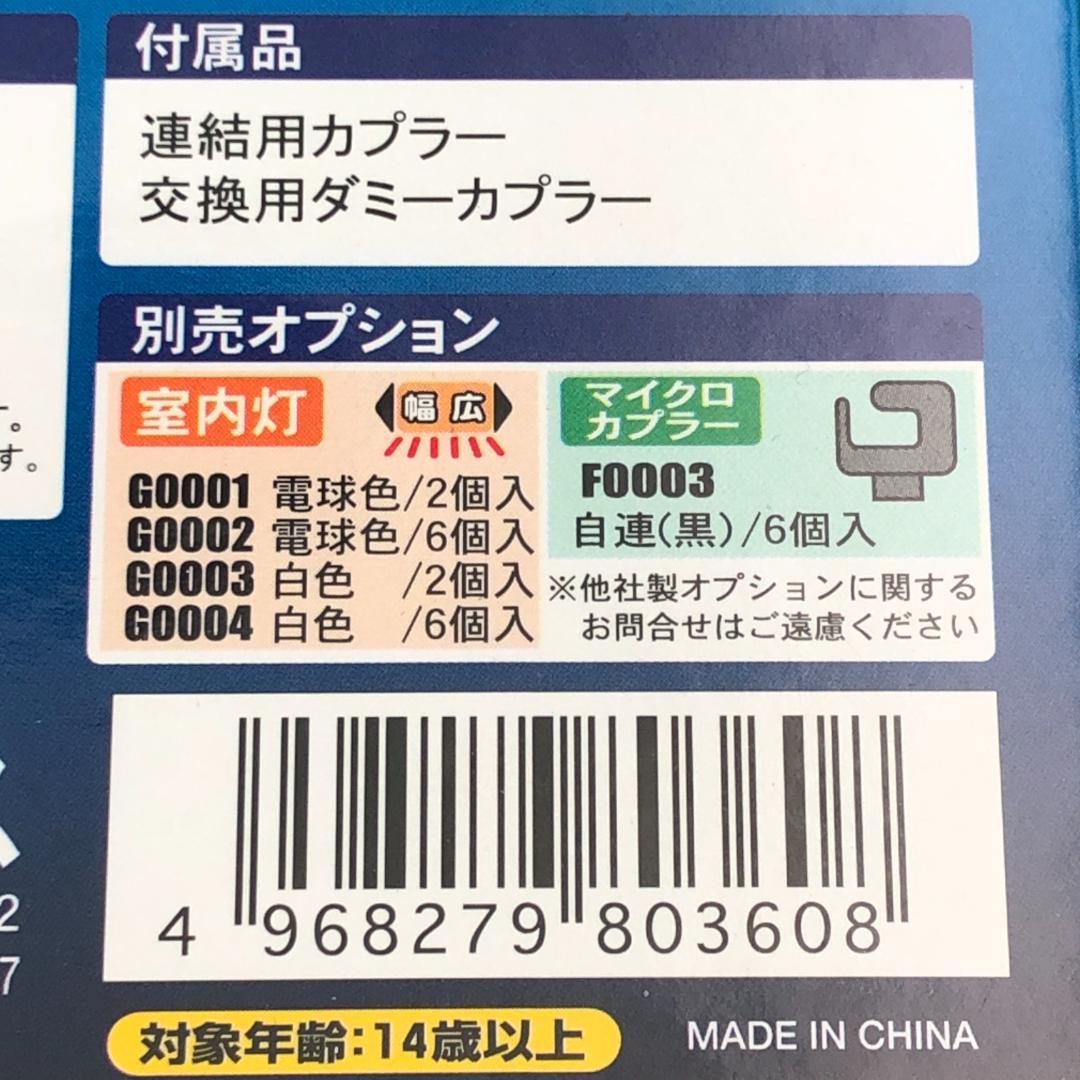 付属品
連結用カプラー
交換用ダミーカプラー
別売オプション
室内灯
幅広
G0001 電球色/2個入
G0002 電球色/6個入
G0003 白色 /2個入
G0004 白色 /6個入
マイクロ
カプラー
F0003
自連(黒)/6個入
※他社製オプションに関する
お問合せはご遠慮ください
す。
2
7
4 968279 803608
対象年齢:14歳以上
MADE IN CHINA